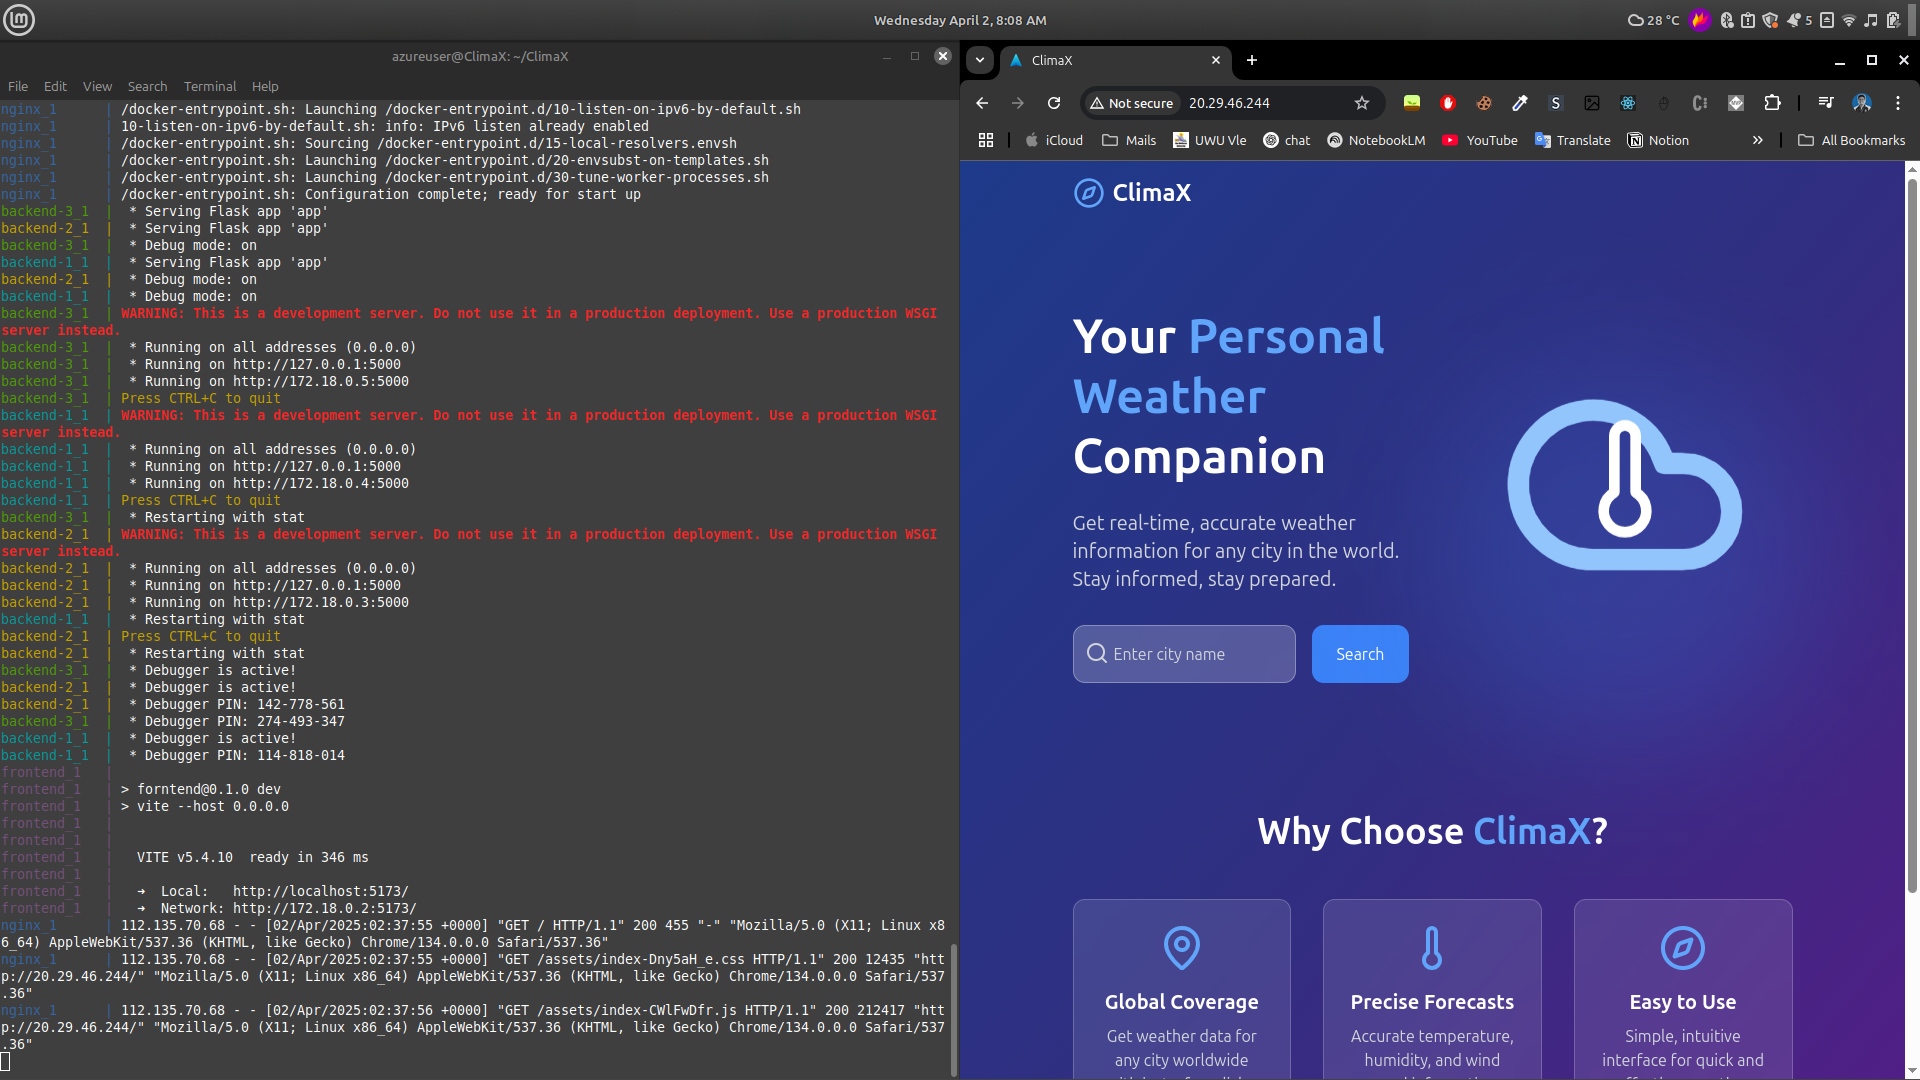 Wednesday April 2, 8:08 AM
28 °C
5
azureuser@ClimaX: ~/ClimaX
File Edit View Search Terminal Help
nginx_1      | /docker-entrypoint.sh: Launching /docker-entrypoint.d/10-listen-on-ipv6-by-default.sh
nginx_1      | 10-listen-on-ipv6-by-default.sh: info: IPv6 listen already enabled
nginx_1      | /docker-entrypoint.sh: Sourcing /docker-entrypoint.d/15-local-resolvers.envsh
nginx_1      | /docker-entrypoint.sh: Launching /docker-entrypoint.d/20-envsubst-on-templates.sh
nginx_1      | /docker-entrypoint.sh: Launching /docker-entrypoint.d/30-tune-worker-processes.sh
nginx_1      | /docker-entrypoint.sh: Configuration complete; ready for start up
backend-3_1  |  * Serving Flask app 'app'
backend-2_1  |  * Serving Flask app 'app'
backend-3_1  |  * Debug mode: on
backend-1_1  |  * Serving Flask app 'app'
backend-2_1  |  * Debug mode: on
backend-1_1  |  * Debug mode: on
backend-3_1  | WARNING: This is a development server. Do not use it in a production deployment. Use a production WSGI
server instead.
backend-3_1  |  * Running on all addresses (0.0.0.0)
backend-3_1  |  * Running on http://127.0.0.1:5000
backend-3_1  |  * Running on http://172.18.0.5:5000
backend-3_1  | Press CTRL+C to quit
backend-1_1  | WARNING: This is a development server. Do not use it in a production deployment. Use a production WSGI
server instead.
backend-1_1  |  * Running on all addresses (0.0.0.0)
backend-1_1  |  * Running on http://127.0.0.1:5000
backend-1_1  |  * Running on http://172.18.0.4:5000
backend-1_1  | Press CTRL+C to quit
backend-3_1  |  * Restarting with stat
backend-2_1  | WARNING: This is a development server. Do not use it in a production deployment. Use a production WSGI
server instead.
backend-2_1  |  * Running on all addresses (0.0.0.0)
backend-2_1  |  * Running on http://127.0.0.1:5000
backend-2_1  |  * Running on http://172.18.0.3:5000
backend-1_1  |  * Restarting with stat
backend-2_1  | Press CTRL+C to quit
backend-2_1  |  * Restarting with stat
backend-3_1  |  * Debugger is active!
backend-2_1  |  * Debugger is active!
backend-2_1  |  * Debugger PIN: 142-778-561
backend-3_1  |  * Debugger PIN: 274-493-347
backend-1_1  |  * Debugger is active!
backend-1_1  |  * Debugger PIN: 114-818-014
frontend_1   |
frontend_1   | > forntend@0.1.0 dev
frontend_1   | > vite --host 0.0.0.0
frontend_1   |
frontend_1   |
frontend_1   |   VITE v5.4.10  ready in 346 ms
frontend_1   |
frontend_1   |   ➜  Local:   http://localhost:5173/
frontend_1   |   ➜  Network: http://172.18.0.2:5173/
nginx_1      | 112.135.70.68 - - [02/Apr/2025:02:37:55 +0000] "GET / HTTP/1.1" 200 455 "-" "Mozilla/5.0 (X11; Linux x8
6_64) AppleWebKit/537.36 (KHTML, like Gecko) Chrome/134.0.0.0 Safari/537.36"
nginx_1      | 112.135.70.68 - - [02/Apr/2025:02:37:56 +0000] "GET /assets/index-Dny5aH_e.css HTTP/1.1" 200 12435 "htt
p://20.29.46.244/" "Mozilla/5.0 (X11; Linux x86_64) AppleWebKit/537.36 (KHTML, like Gecko) Chrome/134.0.0.0 Safari/537
.36"
nginx_1      | 112.135.70.68 - - [02/Apr/2025:02:37:56 +0000] "GET /assets/index-CWlFwDfr.js HTTP/1.1" 200 212417 "htt
p://20.29.46.244/" "Mozilla/5.0 (X11; Linux x86_64) AppleWebKit/537.36 (KHTML, like Gecko) Chrome/134.0.0.0 Safari/537
.36"
ClimaX
Not secure 20.29.46.244
iCloud Mails UWU Vle chat NotebookLM YouTube Translate Notion » All Bookmarks
ClimaX
Your Personal
Weather
Companion
Get real-time, accurate weather
information for any city in the world.
Stay informed, stay prepared.
Enter city name Search
Why Choose ClimaX?
Global Coverage
Get weather data for
any city worldwide
Precise Forecasts
Accurate temperature,
humidity, and wind
Easy to Use
Simple, intuitive
interface for quick and